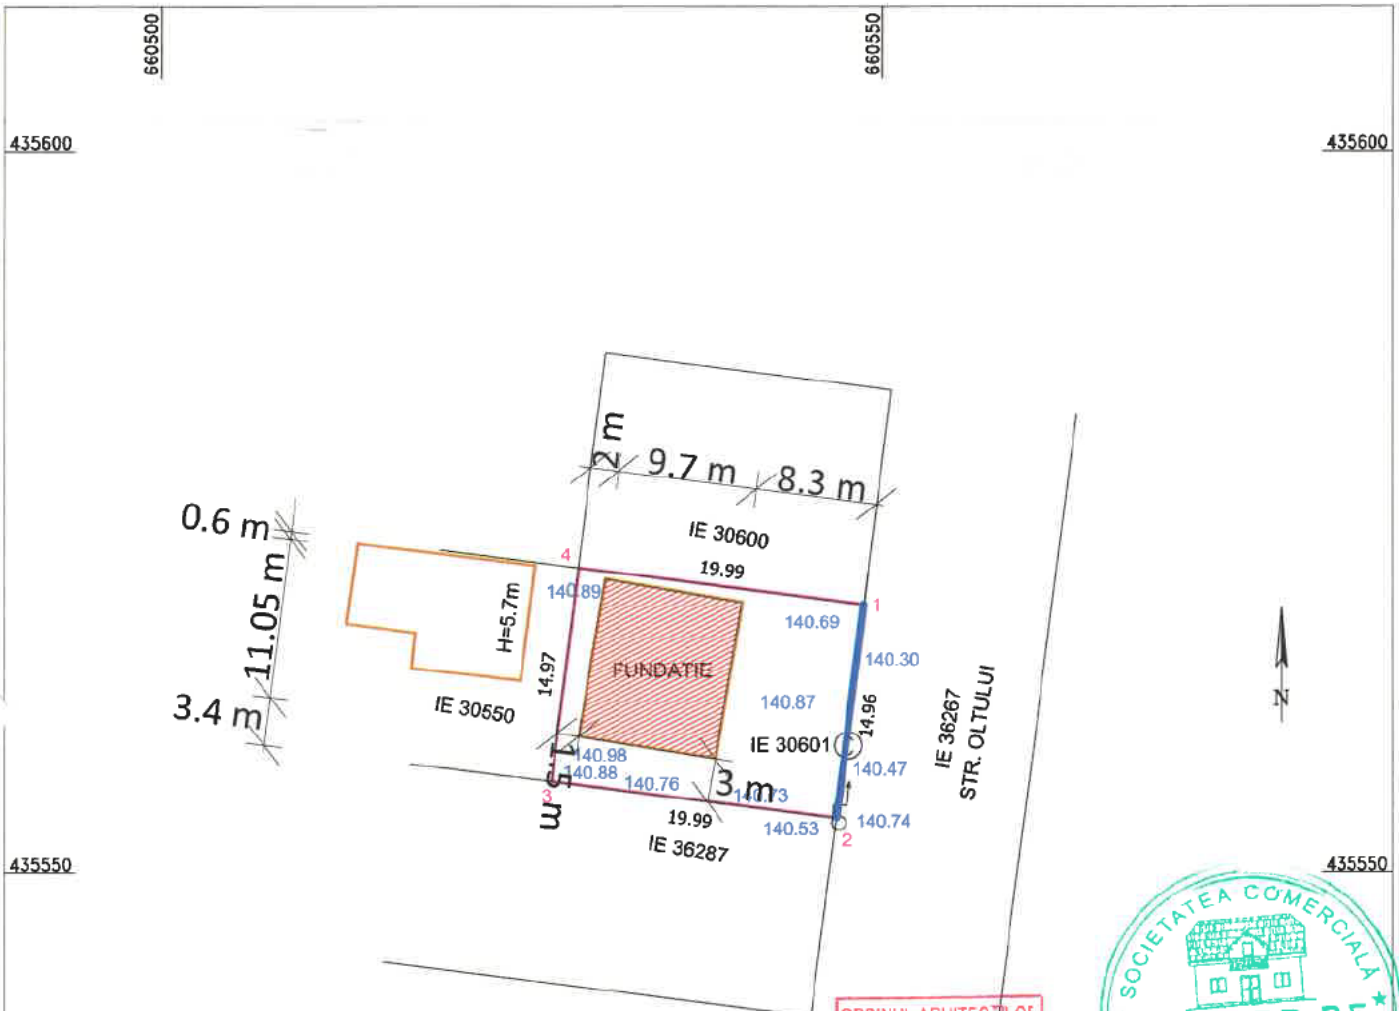 660500
660550
435600
435600
2 m
9.7 m
8.3 m
0.6 m
IE 30600
4
19.99
11.05 m
H=5.7m
140.89
1
140.69
FUNDATIE
140.30
14.97
140.87
14.96
IE 36267
STR. OLTULUI
N
3.4 m
IE 30550
IE 30601
1.5 m
140.98
140.88
140.76
3 m
140.73
140.47
3
19.99
140.53
140.74
2
IE 36287
435550
435550
SOCIETATEA COMERCIALĂ